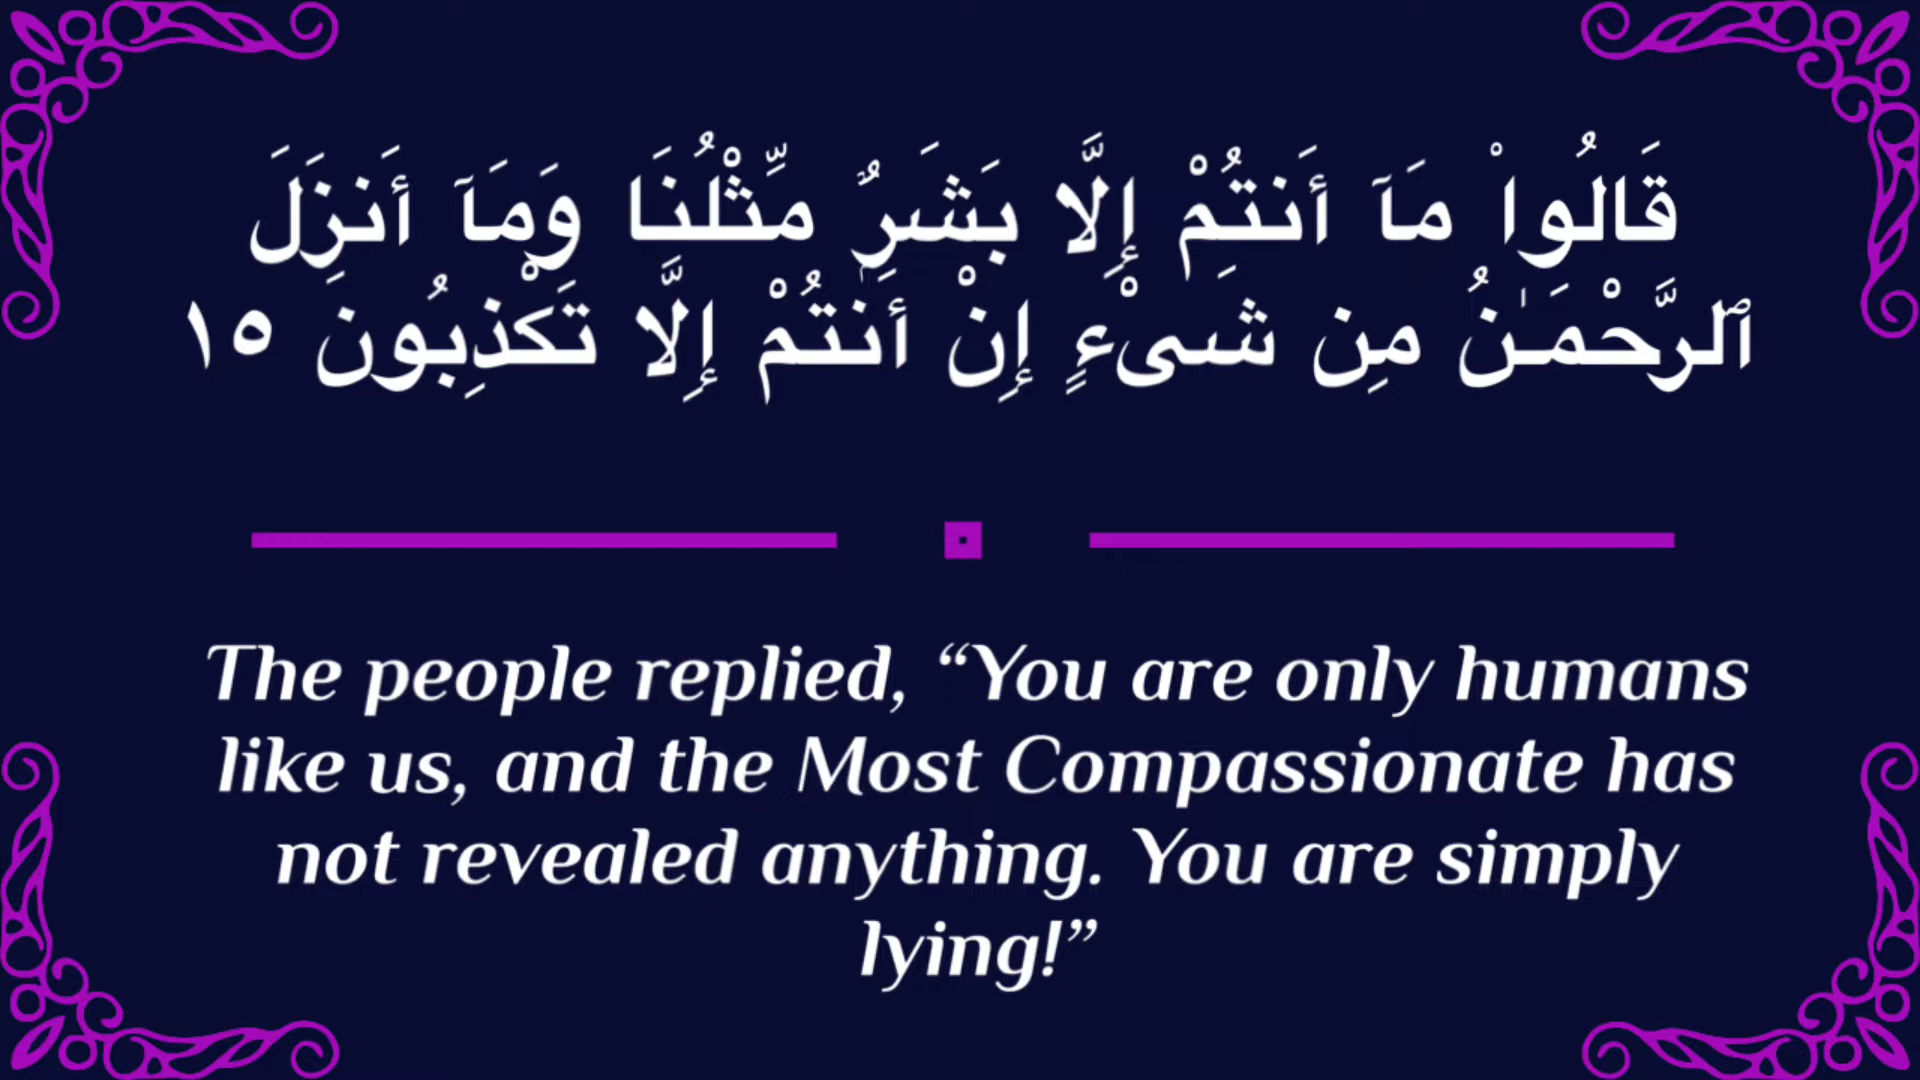 قَالُوا۟ مَآ أَنتُمْ إِلَّا بَشَرٌ مِّثْلُنَا وَمَآ أَنزَلَ
ٱلرَّحْمَـٰنُ مِن شَىْءٍ إِنْ أَنتُمْ إِلَّا تَكْذِبُونَ ١٥
The people replied, “You are only humans
like us, and the Most Compassionate has
not revealed anything. You are simply
lying!”